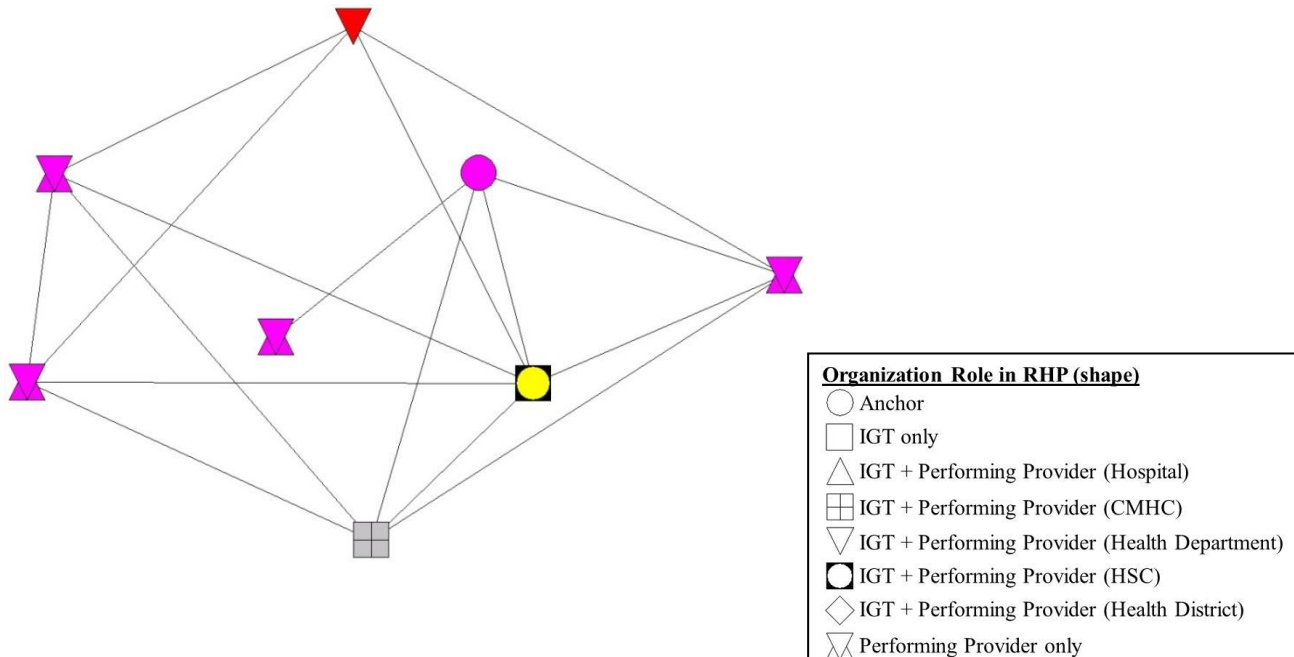 Organization Role in RHP (shape)
Anchor
IGT only
IGT + Performing Provider (Hospital)
IGT + Performing Provider (CMHC)
IGT + Performing Provider (Health Department)
IGT + Performing Provider (HSC)
IGT + Performing Provider (Health District)
Performing Provider only